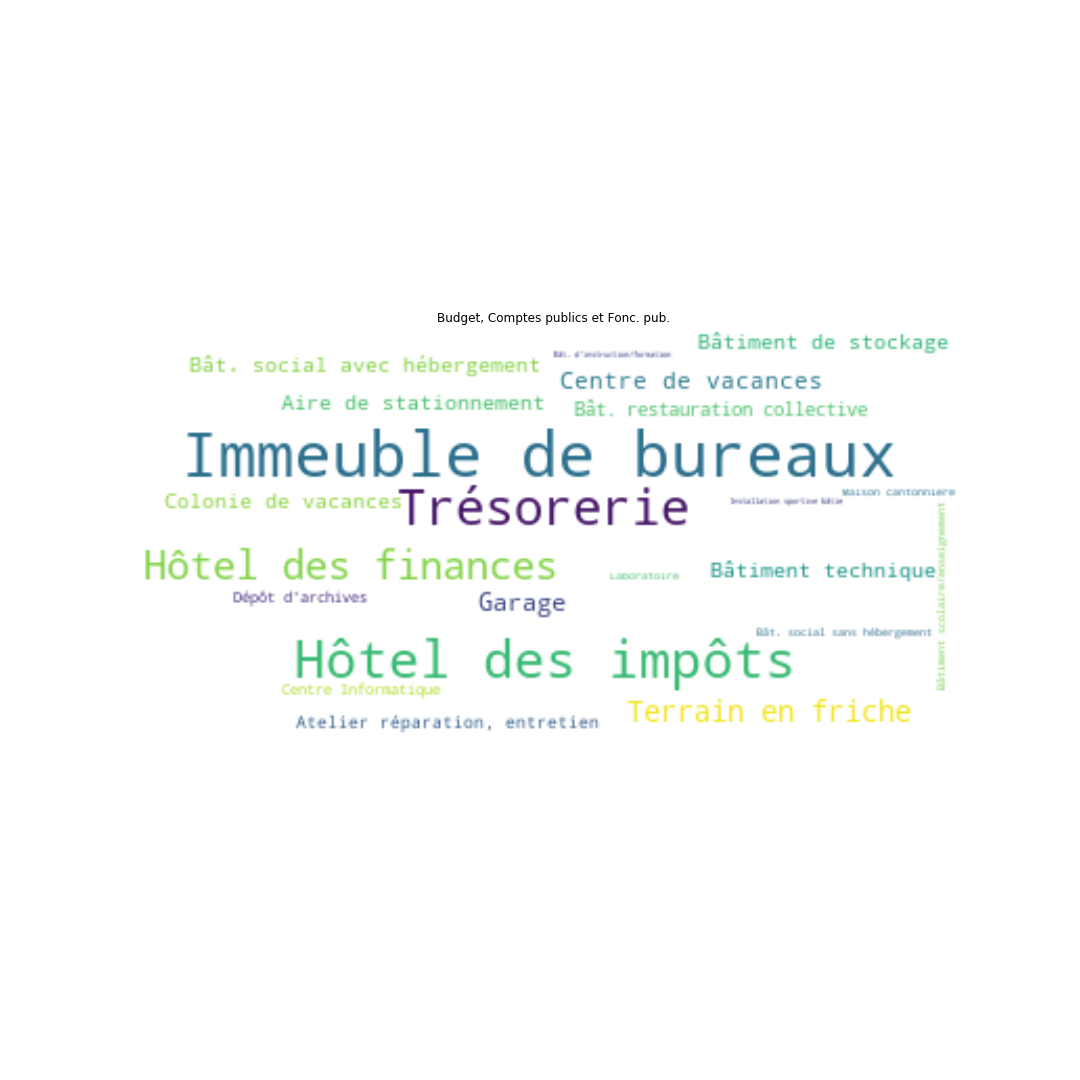 Budget, Comptes publics et Fonc. pub.
Bâtiment de stockage
Bât. d'instruction/formation
Bât. social avec hébergement
Centre de vacances
Aire de stationnement
Bât. restauration collective
Immeuble de bureaux
Maison cantonnière
Colonie de vacances
Trésorerie
Installation sportive bâtie
Hôtel des finances
Laboratoire
Bâtiment technique
Bâtiment scolaire/enseignement
Dépôt d'archives
Garage
Bât. social sans hébergement
Hôtel des impôts
Centre Informatique
Terrain en friche
Atelier réparation, entretien